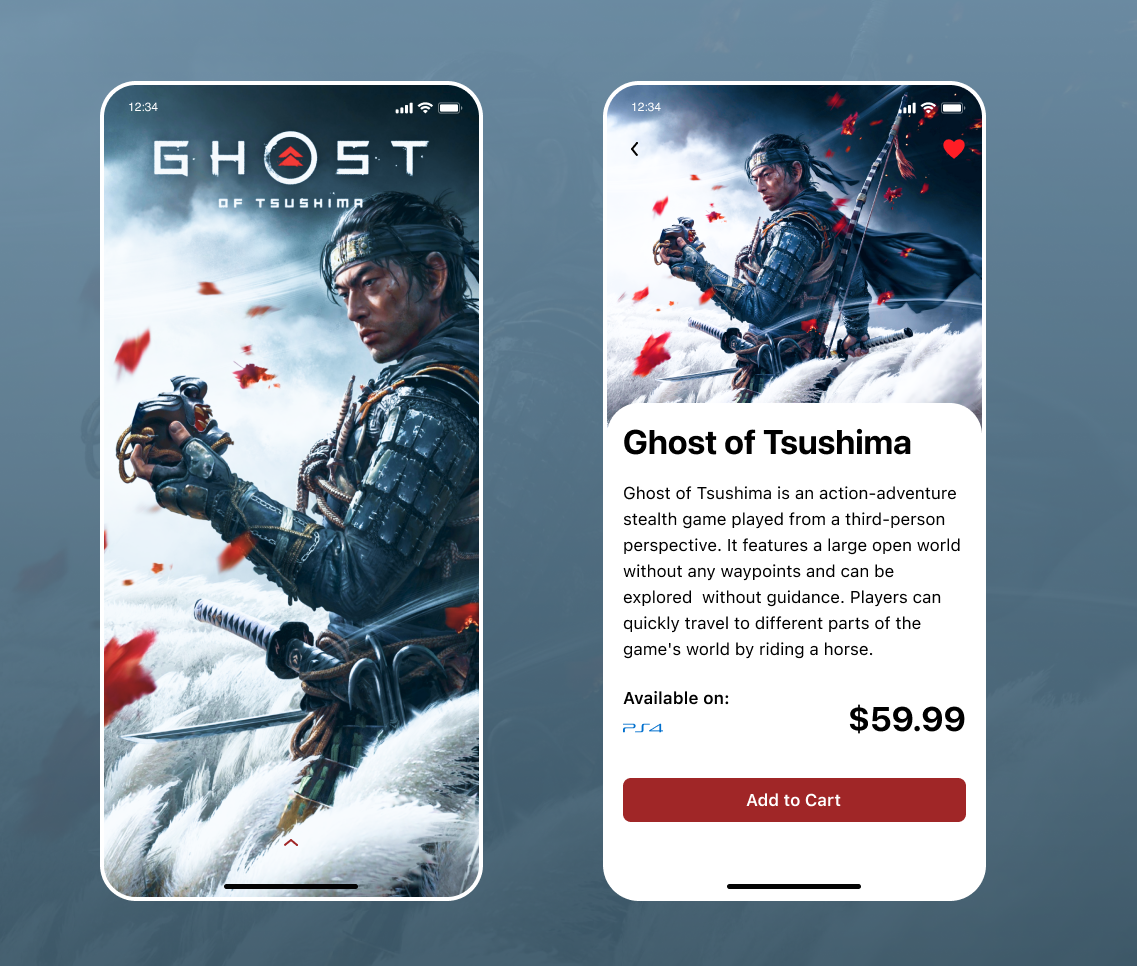 12:34
GHOST
OF TSUSHIMA
12:34
Ghost of Tsushima
Ghost of Tsushima is an action-adventure
stealth game played from a third-person
perspective. It features a large open world
without any waypoints and can be
explored  without guidance. Players can
quickly travel to different parts of the
game's world by riding a horse.
Available on:
PS4
$59.99
Add to Cart